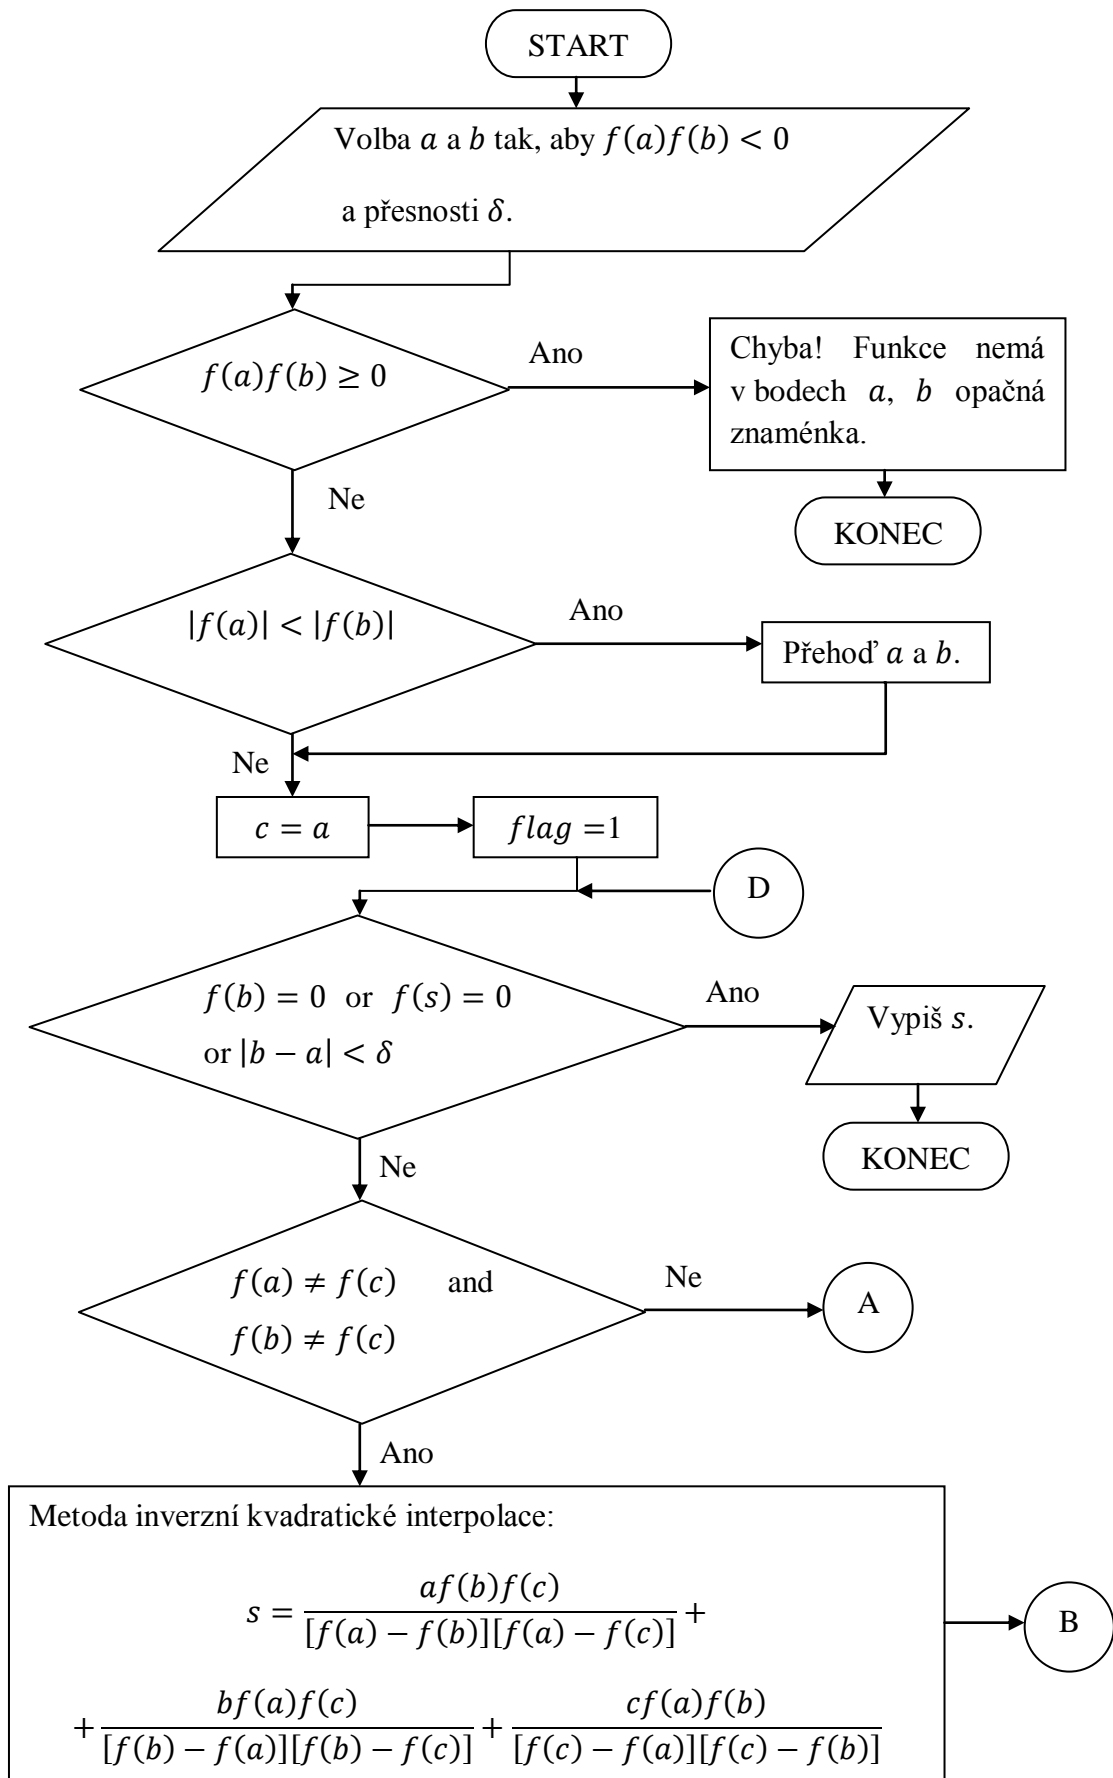 START
Volba a a b tak, aby f(a)f(b) < 0
a přesnosti δ.
f(a)f(b) ≥ 0
Ano
Chyba! Funkce nemá
v bodech a, b opačná
znaménka.
Ne
KONEC
|f(a)| < |f(b)|
Ano
Přehoď a a b.
Ne
c = a
flag =1
D
f(b) = 0 or f(s) = 0
or |b − a| < δ
Ano
Vypiš s.
KONEC
Ne
f(a) ≠ f(c) and
f(b) ≠ f(c)
Ne
A
Ano
Metoda inverzní kvadratické interpolace:
s = af(b)f(c) / [f(a) − f(b)][f(a) − f(c)] +
+ bf(a)f(c) / [f(b) − f(a)][f(b) − f(c)] + cf(a)f(b) / [f(c) − f(a)][f(c) − f(b)]
B